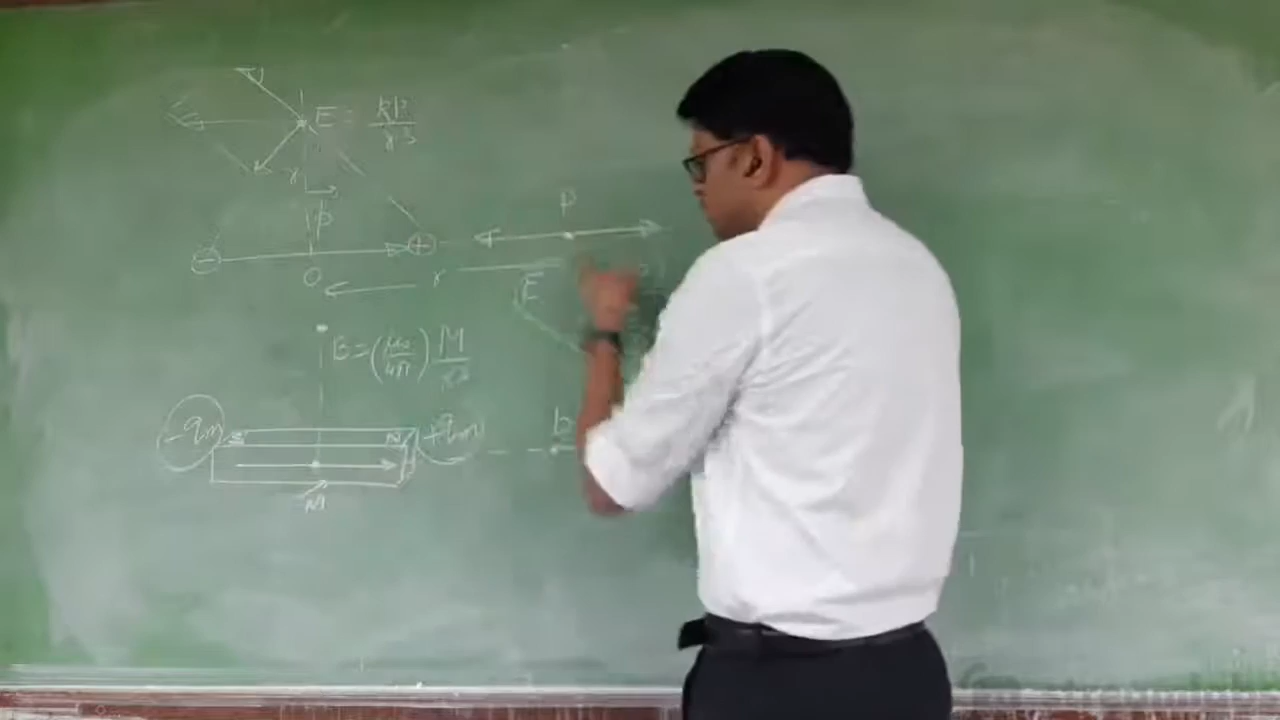 E = kp/r3
r
p
P
− +
O
r
E
B = (μ0/4π) M/r3
-qm S N +qm
b
M